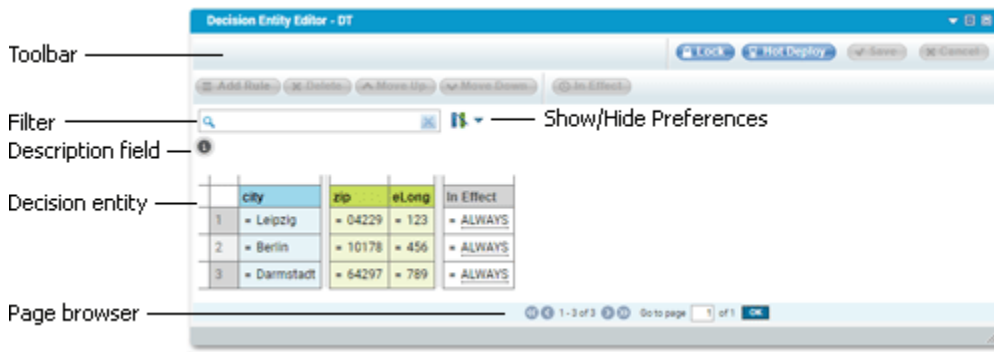 Decision Entity Editor - DT
Toolbar
Lock Hot Deploy Save Cancel
Add Rule Delete Move Up Move Down In Effect
Filter
Show/Hide Preferences
Description field
Decision entity
city zip eLong In Effect
1 = Leipzig = 04229 = 123 = ALWAYS
2 = Berlin = 10178 = 456 = ALWAYS
3 = Darmstadt = 64297 = 789 = ALWAYS
Page browser
1 - 3 of 3 Go to page 1 of 1 OK